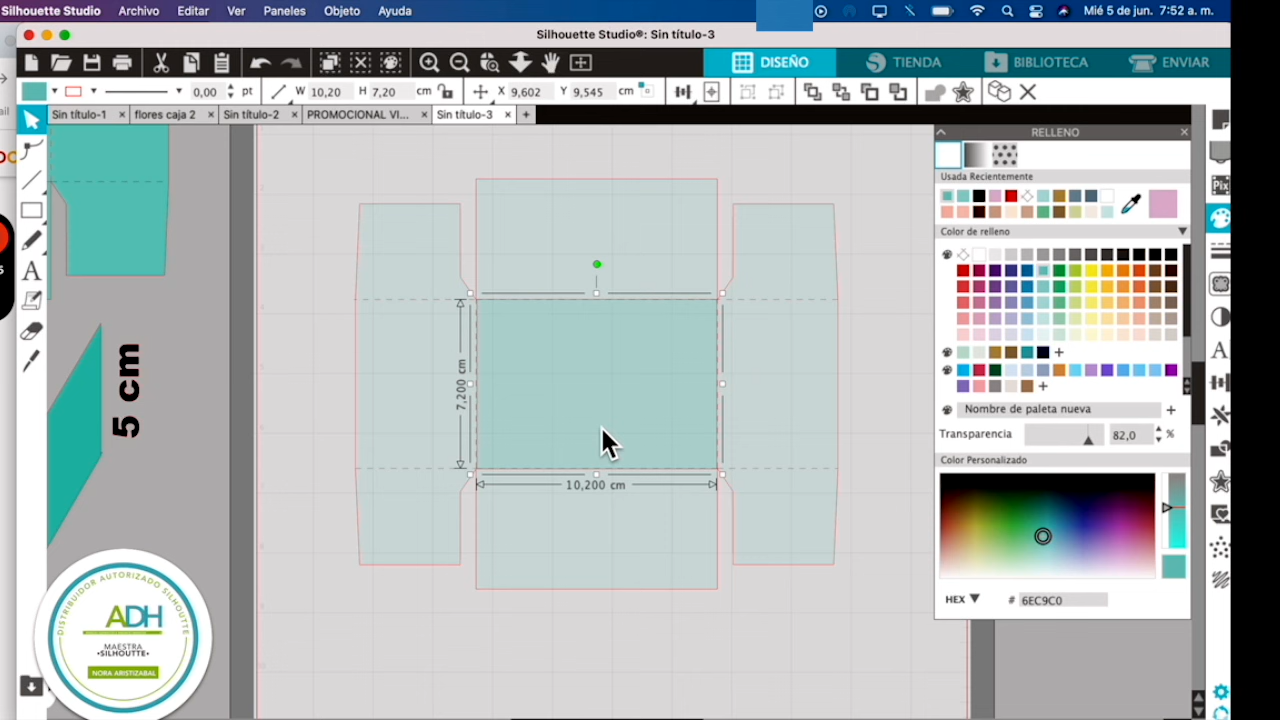 Silhouette Studio Archivo Editar Ver Paneles Objeto Ayuda Mié 5 de jun. 7:52 a. m.
Silhouette Studio®: Sin título-3
DISEÑO TIENDA BIBLIOTECA ENVIAR
0,00 pt W 10,20 H 7,20 cm X 9,602 Y 9,545 cm
Sin título-1 flores caja 2 Sin título-2 PROMOCIONAL VI... Sin título-3
RELLENO
Usada Recientemente
Color de relleno
Nombre de paleta nueva
Transparencia 82,0 %
Color Personalizado
HEX # 6EC9C0
Pix
A
A
5 cm
7,200 cm
10,200 cm
DISTRIBUIDOR AUTORIZADO SILHOUTTE
ADH
MAESTRA
•SILHOUTTE•
NORA ARISTIZABAL